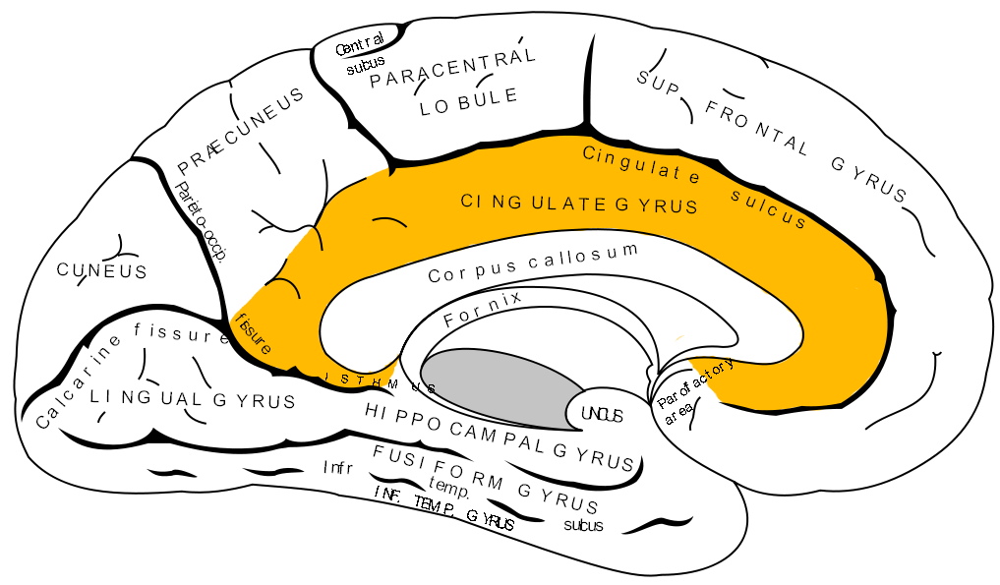 Central
sulcus
PARACENTRAL
LOBULE
SUP. FRONTAL GYRUS
PRÆCUNEUS
Cingulate sulcus
CINGULATE GYRUS
Parieto-occip.
fissure
CUNEUS
Corpus callosum
Fornix
Calcarine fissure
ISTHMUS
Parolfactory
area
LINGUAL GYRUS
HIPPOCAMPAL GYRUS
UNCUS
FUSIFORM GYRUS
Infr temp. sulcus
INF. TEMP. GYRUS